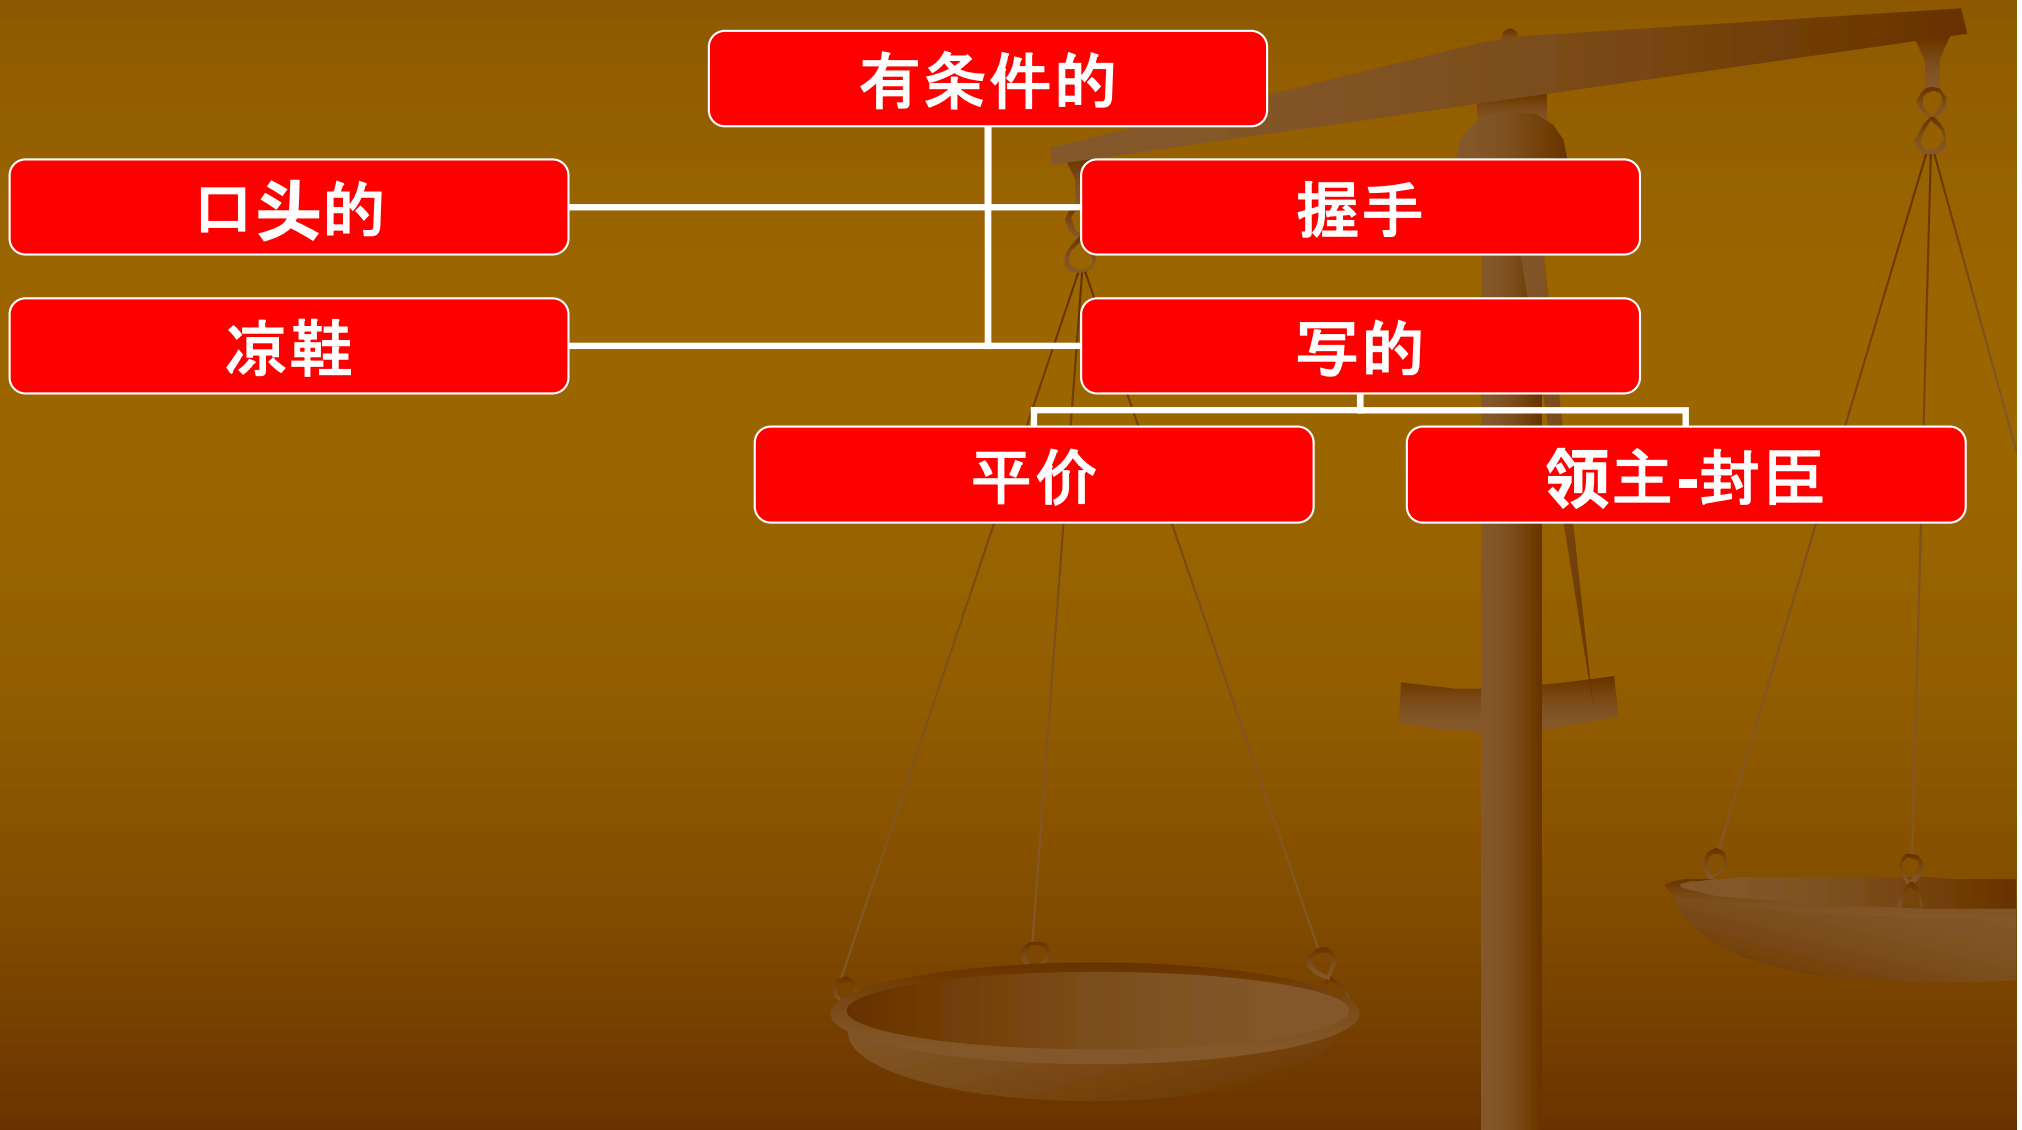 有条件的
口头的
握手
凉鞋
写的
平价
领主-封臣